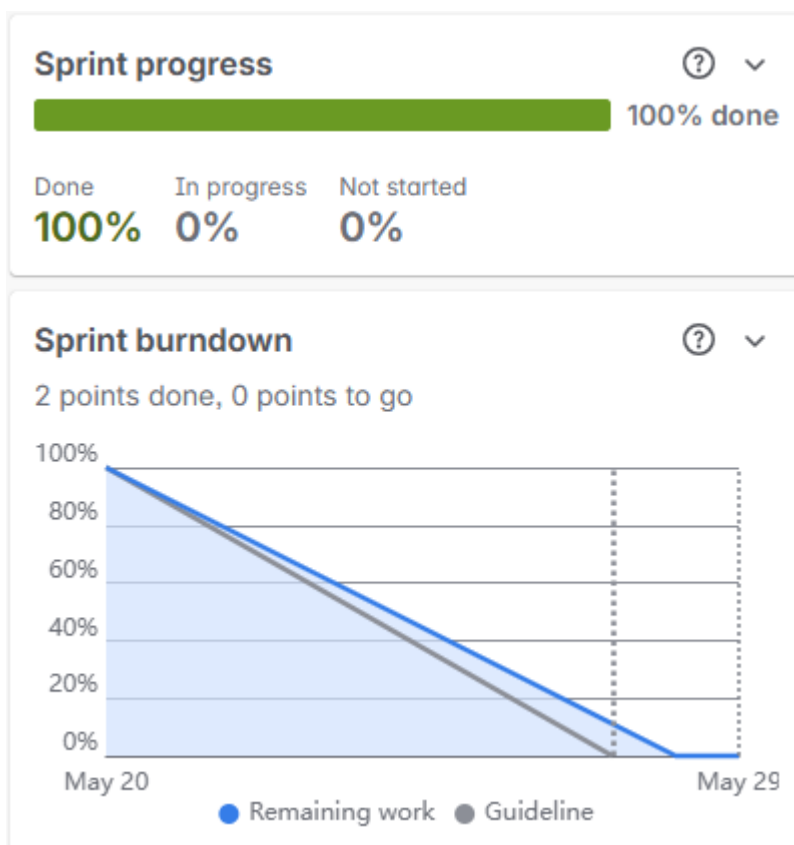 Sprint progress
100% done
Done In progress Not started
100% 0% 0%
Sprint burndown
2 points done, 0 points to go
100%
80%
60%
40%
20%
0%
May 20 May 29
Remaining work Guideline